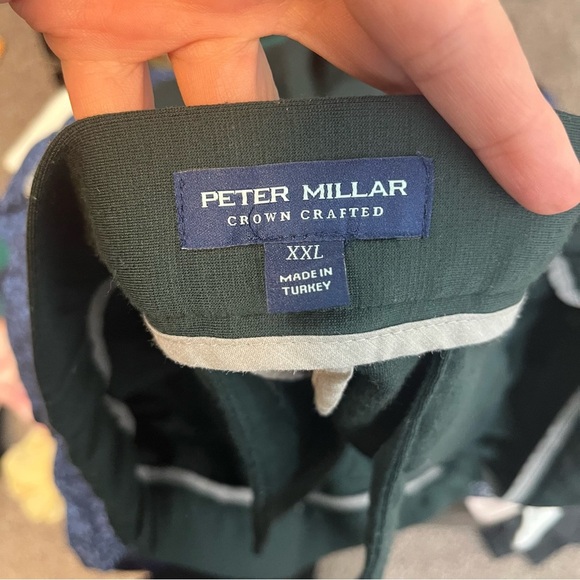 PETER MILLAR
CROWN CRAFTED
XXL
MADE IN
TURKEY